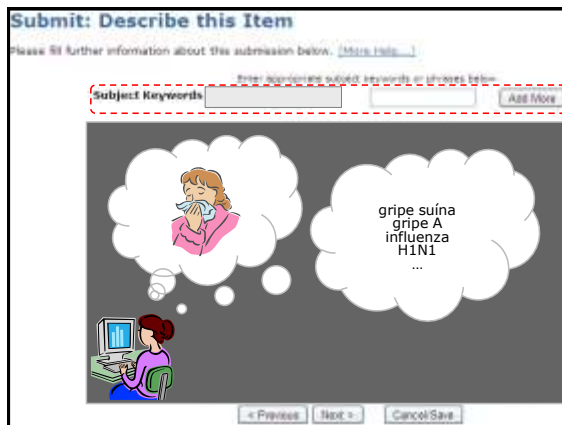 Submit: Describe this Item
Please fill further information about this submission below. (More Help...)
Enter appropriate subject keywords or phrases below
Subject Keywords
Add More
gripe suína
gripe A
influenza
H1N1
...
< Previous
Next >
Cancel/Save